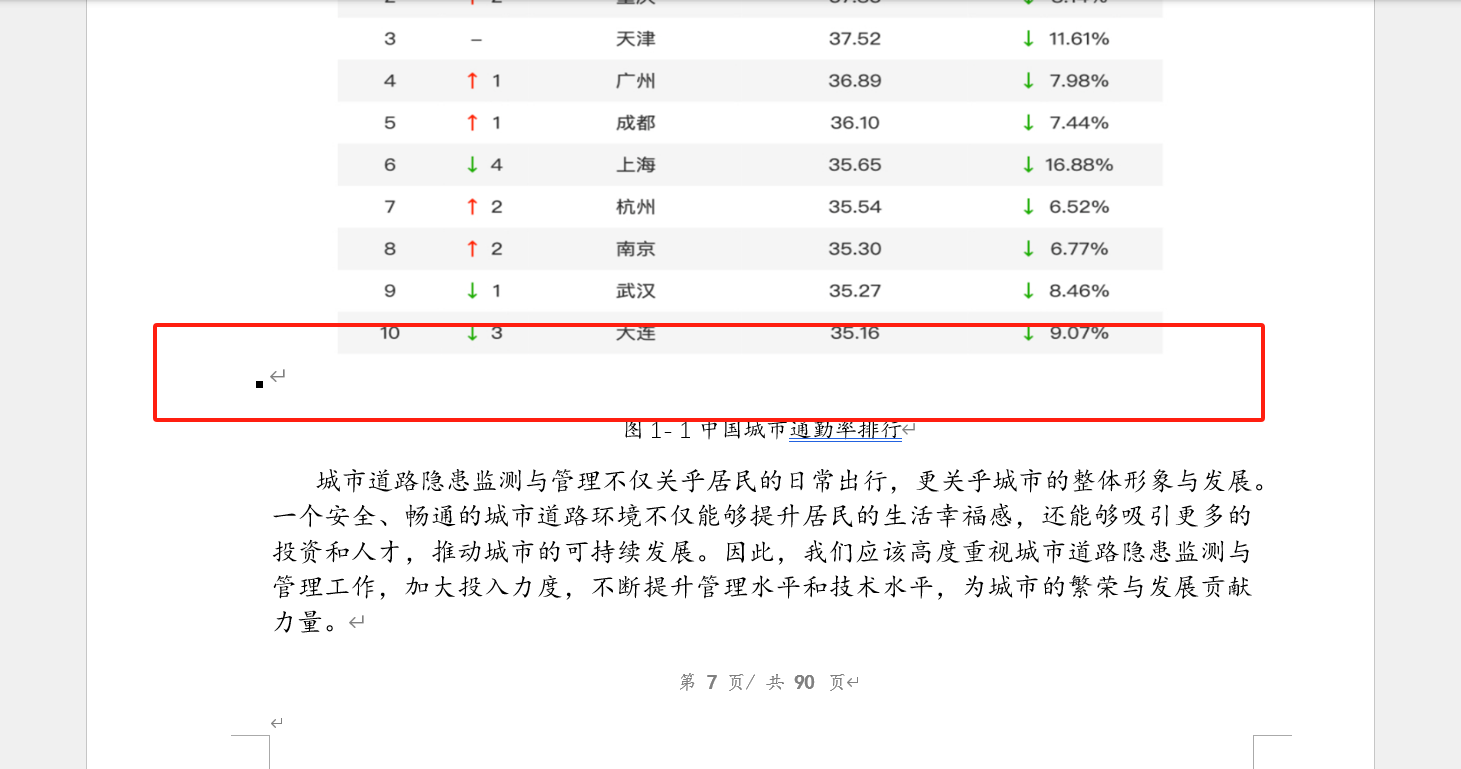 3 – 天津 37.52 ↓ 11.61%
4 ↑ 1 广州 36.89 ↓ 7.98%
5 ↑ 1 成都 36.10 ↓ 7.44%
6 ↓ 4 上海 35.65 ↓ 16.88%
7 ↑ 2 杭州 35.54 ↓ 6.52%
8 ↑ 2 南京 35.30 ↓ 6.77%
9 ↓ 1 武汉 35.27 ↓ 8.46%
10 ↓ 3 大连 35.16 ↓ 9.07%
图 1-1 中国城市通勤率排行
城市道路隐患监测与管理不仅关乎居民的日常出行，更关乎城市的整体形象与发展。
一个安全、畅通的城市道路环境不仅能够提升居民的生活幸福感，还能够吸引更多的
投资和人才，推动城市的可持续发展。因此，我们应该高度重视城市道路隐患监测与
管理工作，加大投入力度，不断提升管理水平和技术水平，为城市的繁荣与发展贡献
力量。
第 7 页/ 共 90 页